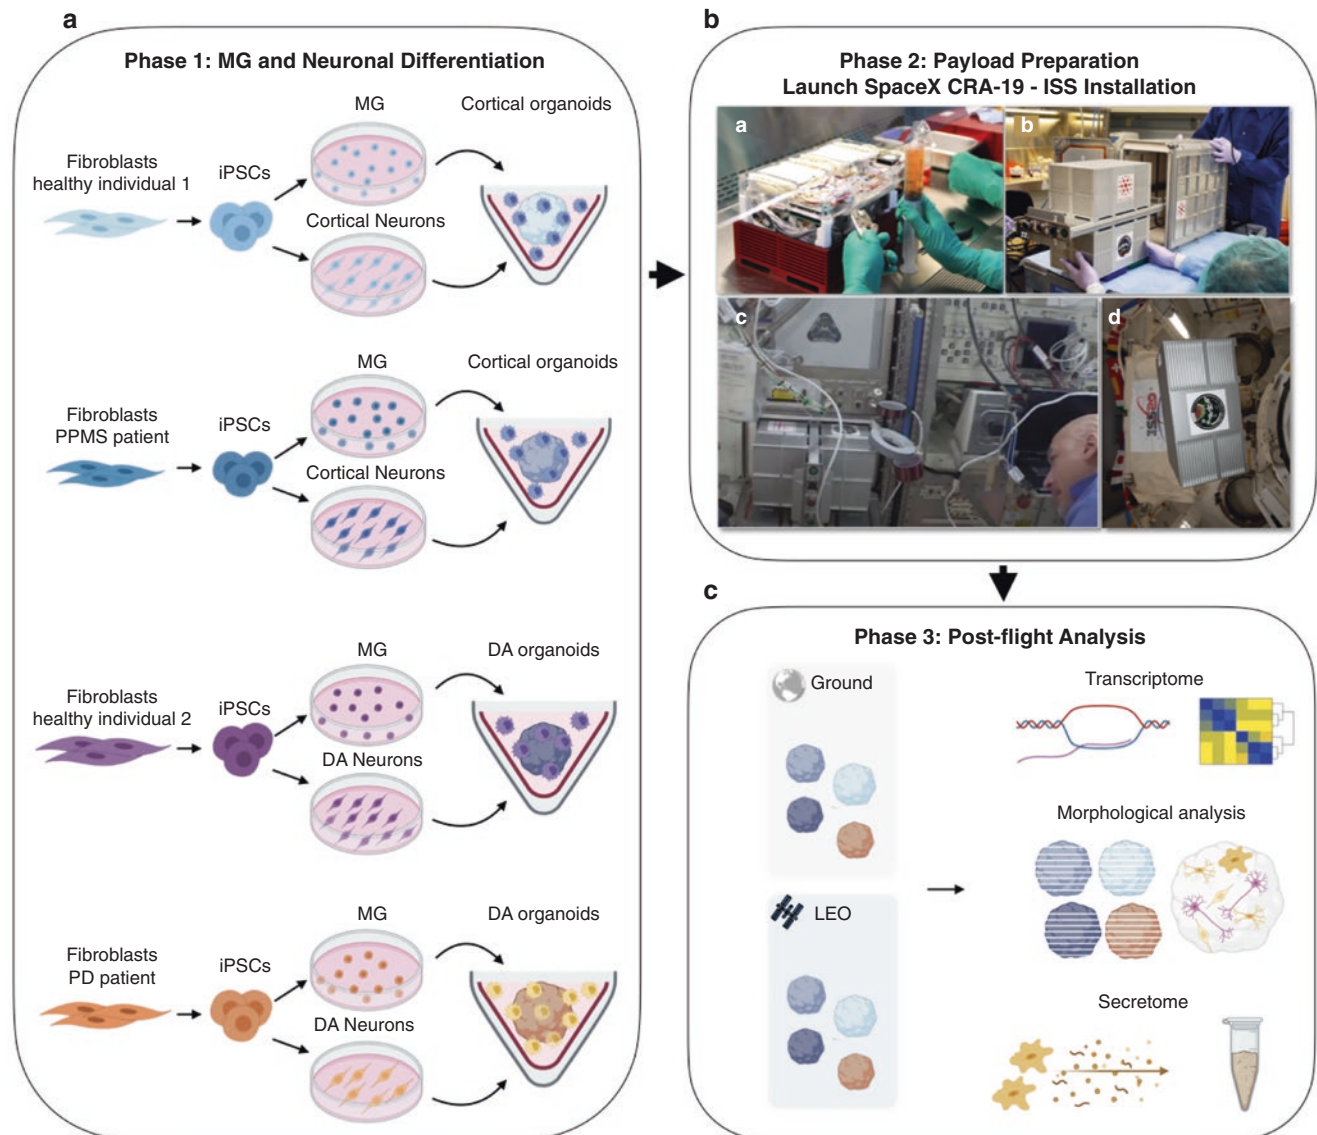 a
Phase 1: MG and Neuronal Differentiation
MG
Cortical organoids
Fibroblasts
healthy individual 1
iPSCs
Cortical Neurons
MG
Cortical organoids
Fibroblasts
PPMS patient
iPSCs
Cortical Neurons
MG
DA organoids
Fibroblasts
healthy individual 2
iPSCs
DA Neurons
MG
DA organoids
Fibroblasts
PD patient
iPSCs
DA Neurons
b
Phase 2: Payload Preparation
Launch SpaceX CRA-19 - ISS Installation
a
b
c
d
c
Phase 3: Post-flight Analysis
Ground
Transcriptome
Morphological analysis
LEO
Secretome